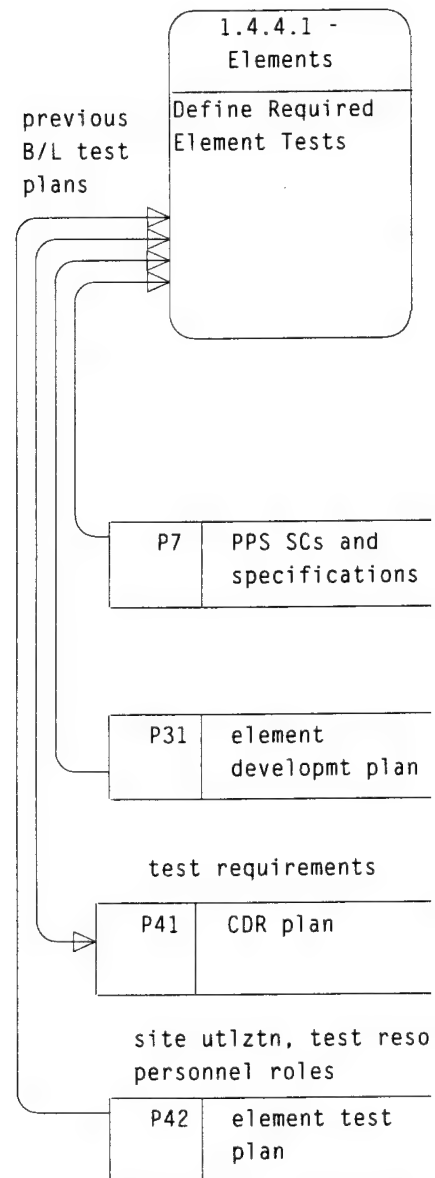 1.4.4.1 -
Elements
Define Required
Element Tests
previous
B/L test
plans
P7 PPS SCs and
specifications
P31 element
developmt plan
test requirements
P41 CDR plan
site utlztn, test reso
personnel roles
P42 element test
plan